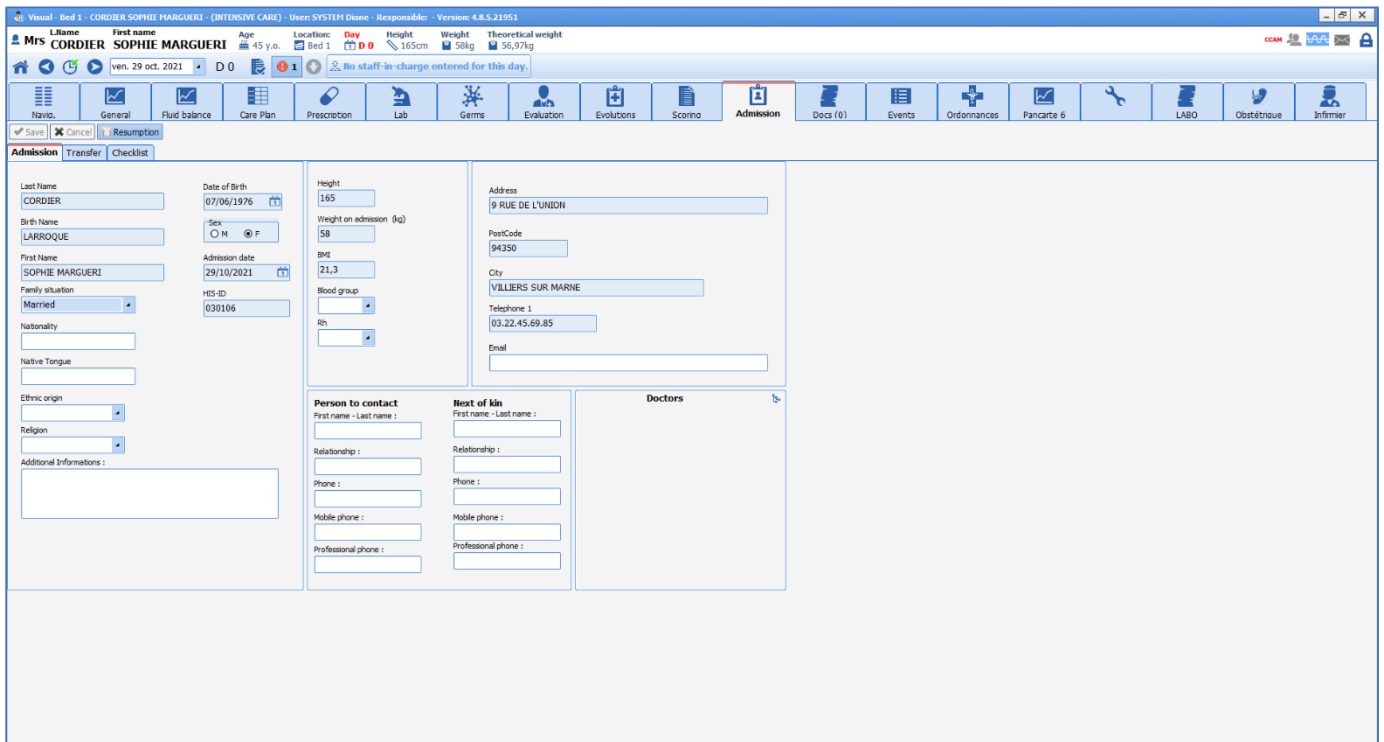 Visual - Bed 1 - CORDIER SOPHIE MARGUERI - (INTENSIVE CARE) - User: SYSTEM Diane - Responsible: - Version: 4.8.5.21951
L.Name First name Age Location: Day Height Weight Theoretical weight
Mrs CORDIER SOPHIE MARGUERI 45 y.o. Bed 1 D 0 165cm 58kg 56,97kg CCAM
ven. 29 oct. 2021 D 0 1 No staff-in-charge entered for this day.
Navig. General Fluid balance Care Plan Prescription Lab Germs Evaluation Evolutions Scoring Admission Docs (0) Events Ordonnances Pancarte 6 LABO Obstétrique Infirmier
Save Cancel Resumption
Admission Transfer Checklist
Last Name Date of Birth
CORDIER 07/06/1976
Birth Name Sex
LARROQUE M F
First Name Admission date
SOPHIE MARGUERI 29/10/2021
Family situation HIS-ID
Married 030106
Nationality
Native Tongue
Ethnic origin
Religion
Additional Informations :
Height
165
Weight on admission (kg)
58
BMI
21,3
Blood group
Rh
Address
9 RUE DE L'UNION
PostCode
94350
City
VILLIERS SUR MARNE
Telephone 1
03.22.45.69.85
Email
Person to contact
First name - Last name :
Relationship :
Phone :
Mobile phone :
Professional phone :
Next of kin
First name - Last name :
Relationship :
Phone :
Mobile phone :
Professional phone :
Doctors